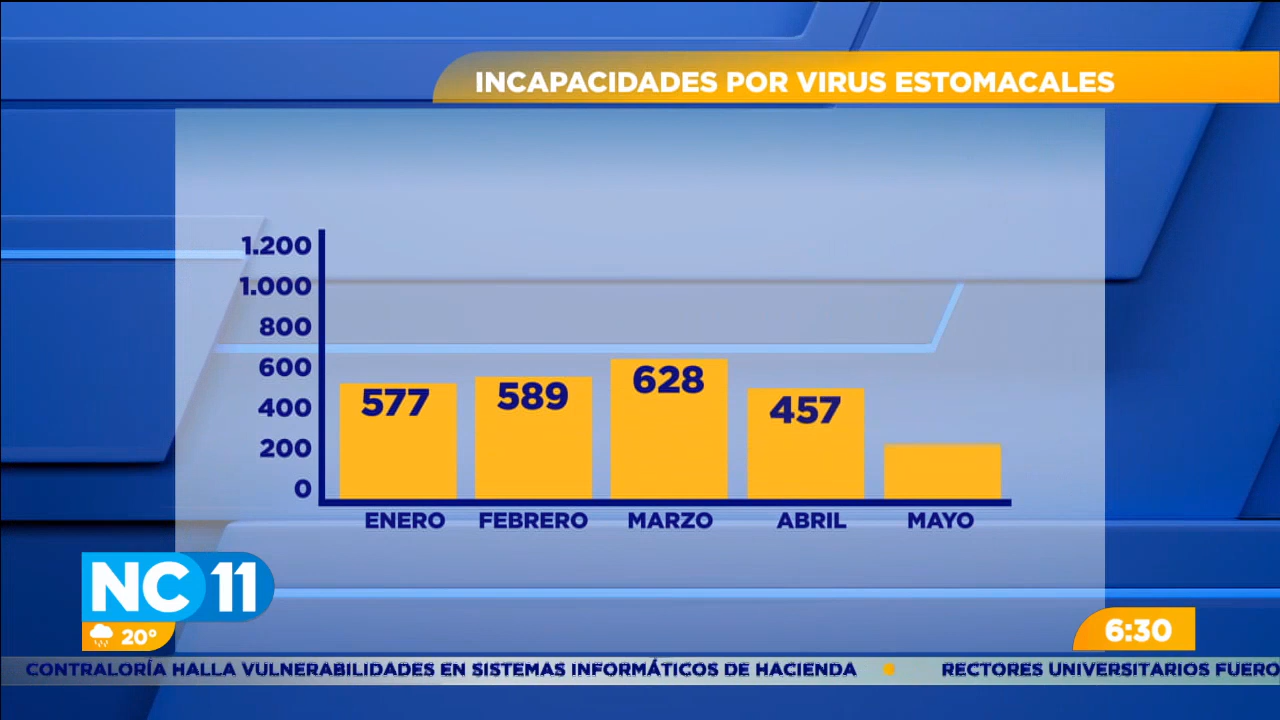 INCAPACIDADES POR VIRUS ESTOMACALES
1.200
1.000
800
600
400
200
0
577
589
628
457
ENERO
FEBRERO
MARZO
ABRIL
MAYO
NC 11
20°
6:30
CONTRALORÍA HALLA VULNERABILIDADES EN SISTEMAS INFORMÁTICOS DE HACIENDA
RECTORES UNIVERSITARIOS FUERO